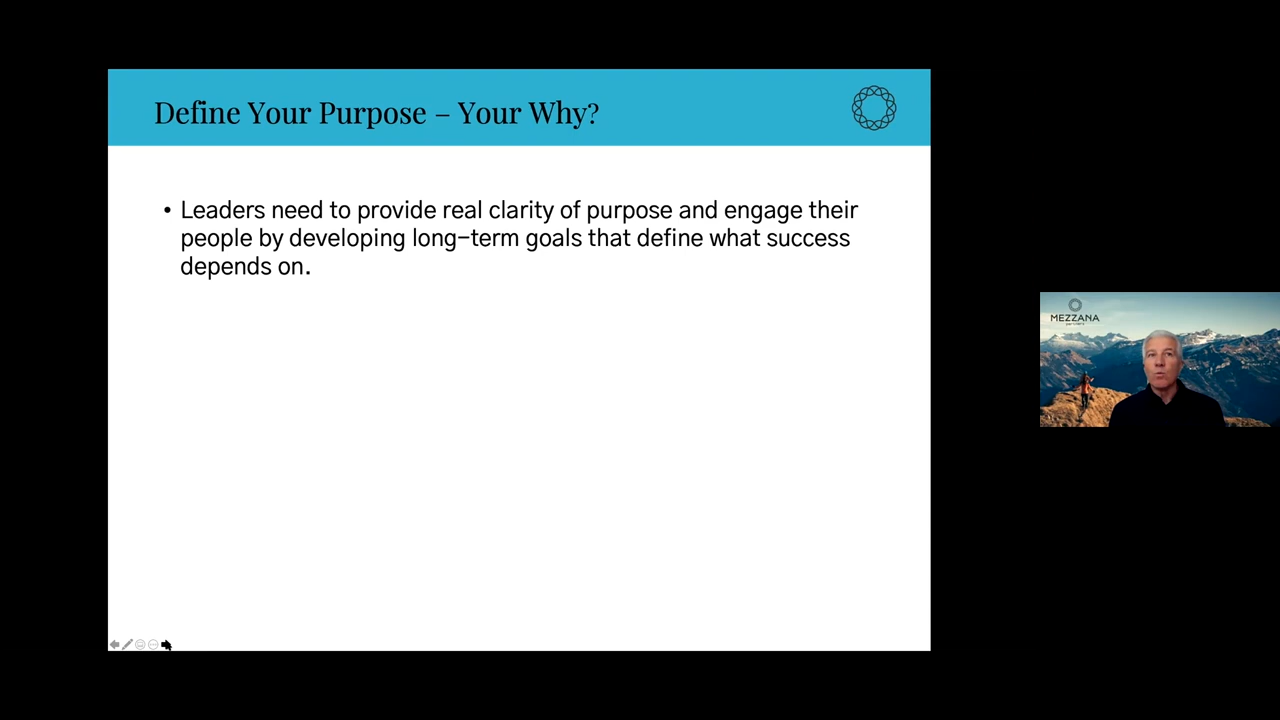 Define Your Purpose – Your Why?
• Leaders need to provide real clarity of purpose and engage their
people by developing long-term goals that define what success
depends on.
MEZZANA
partners